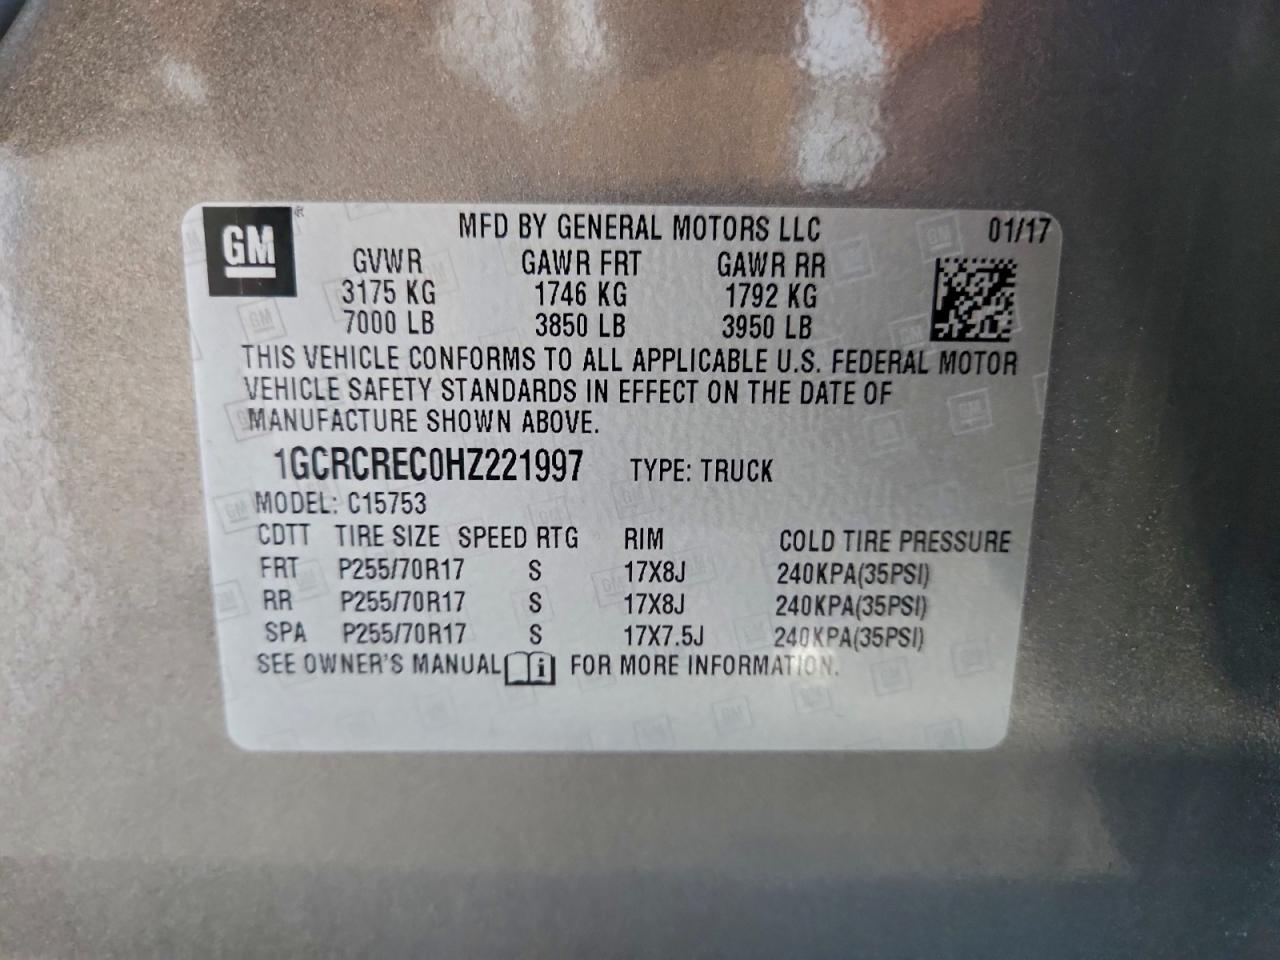 GM ® MFD BY GENERAL MOTORS LLC 01/17
GVWR GAWR FRT GAWR RR
3175 KG 1746 KG 1792 KG
7000 LB 3850 LB 3950 LB
THIS VEHICLE CONFORMS TO ALL APPLICABLE U.S. FEDERAL MOTOR
VEHICLE SAFETY STANDARDS IN EFFECT ON THE DATE OF
MANUFACTURE SHOWN ABOVE.
1GCRCREC0HZ221997 TYPE: TRUCK
MODEL: C15753
CDTT TIRE SIZE SPEED RTG RIM COLD TIRE PRESSURE
FRT P255/70R17 S 17X8J 240KPA(35PSI)
RR P255/70R17 S 17X8J 240KPA(35PSI)
SPA P255/70R17 S 17X7.5J 240KPA(35PSI)
SEE OWNER'S MANUAL i FOR MORE INFORMATION.